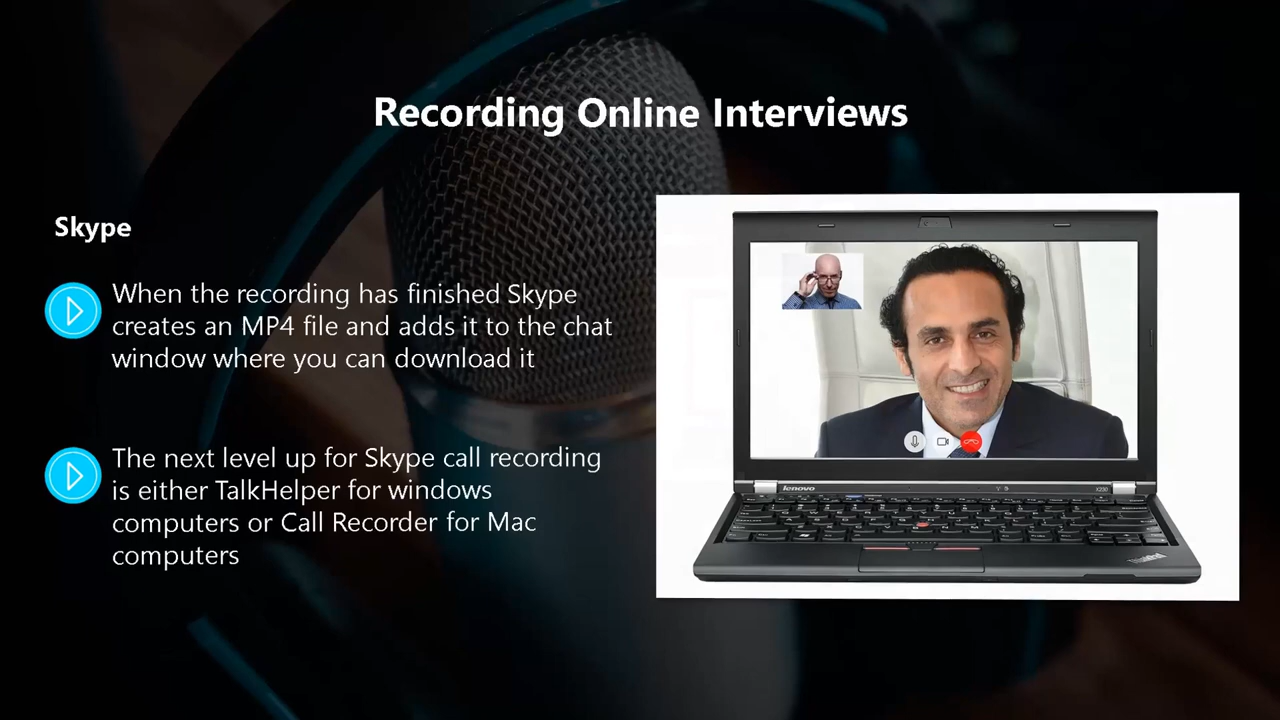 Recording Online Interviews
Skype
When the recording has finished Skype
creates an MP4 file and adds it to the chat
window where you can download it
The next level up for Skype call recording
is either TalkHelper for windows
computers or Call Recorder for Mac
computers
lenovo
X230
ThinkPad